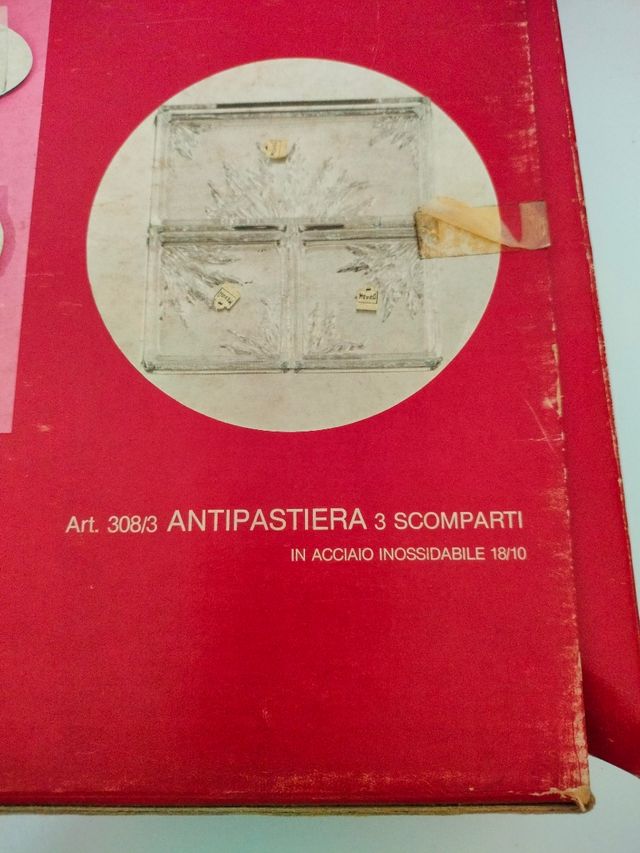 Art. 308/3 ANTIPASTIERA 3 SCOMPARTI
IN ACCIAIO INOSSIDABILE 18/10